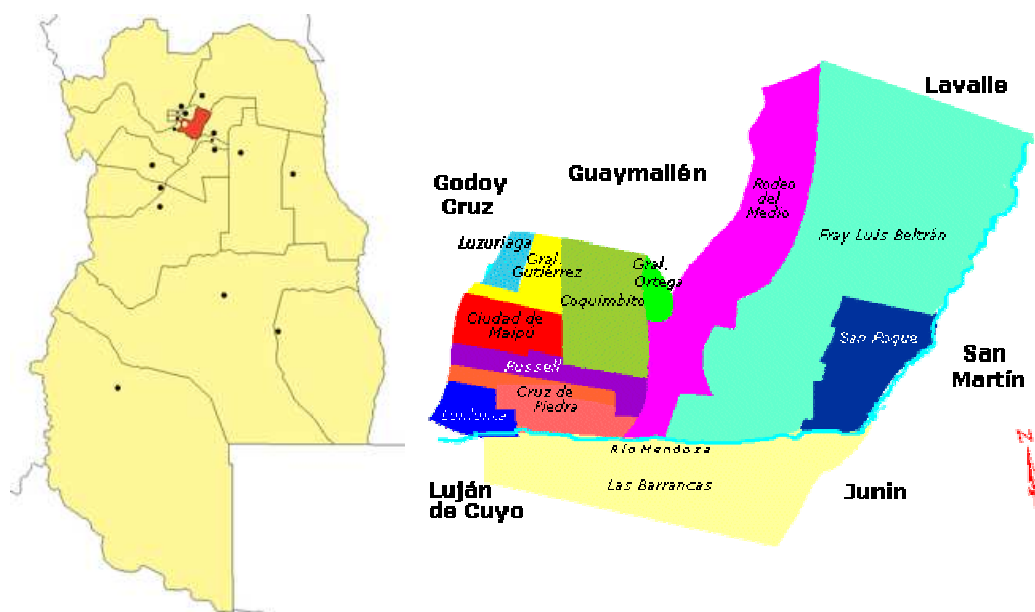 Lavalle
Guaymallén
Godoy
Cruz
Rodeo
del
Medio
Luzuriaga
Fray Luis Beltrán
Gral.
Gutiérrez
Gral.
Ortega
Coquimbito
Ciudad de
Maipú
San Roque
San
Martín
Russell
Cruz de
Piedra
Lunlunta
Río Mendoza
Las Barrancas
Luján
de Cuyo
Junin
N